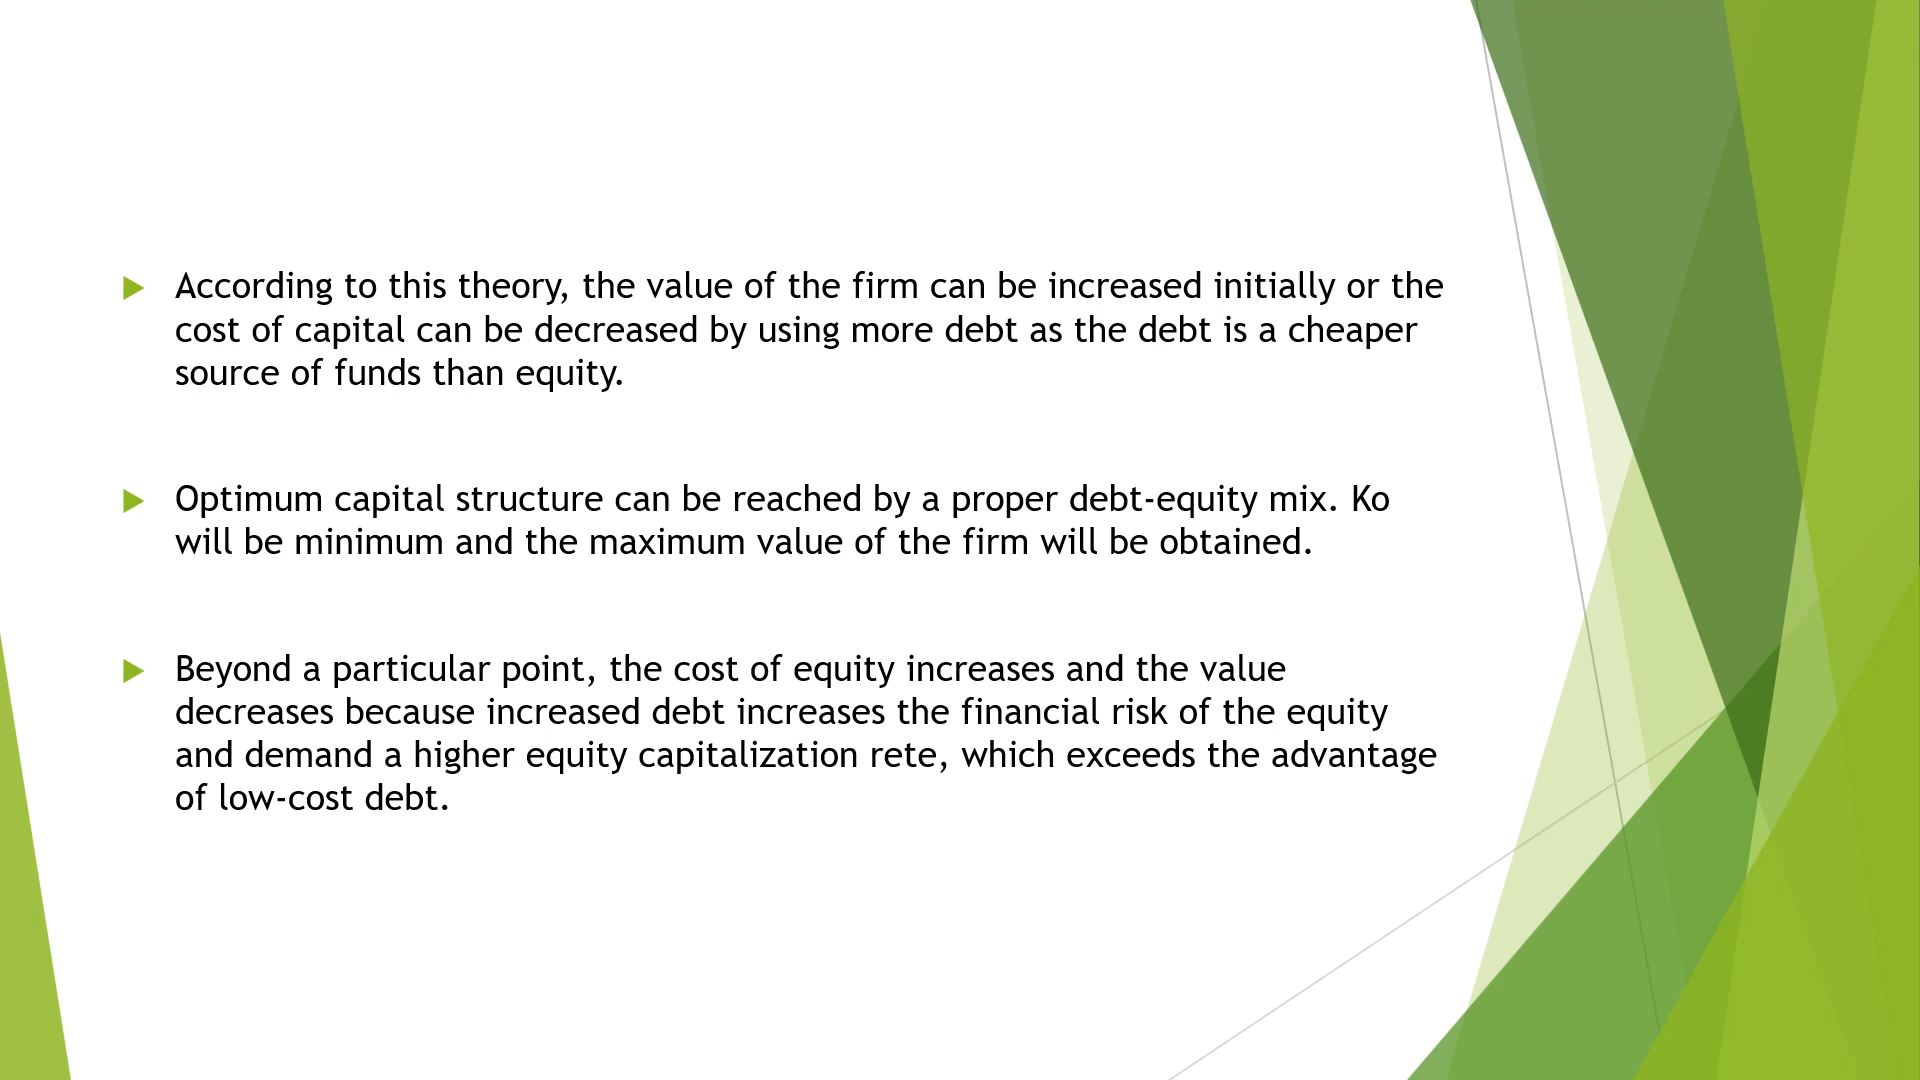 According to this theory, the value of the firm can be increased initially or the
cost of capital can be decreased by using more debt as the debt is a cheaper
source of funds than equity.
Optimum capital structure can be reached by a proper debt-equity mix. Ko
will be minimum and the maximum value of the firm will be obtained.
Beyond a particular point, the cost of equity increases and the value
decreases because increased debt increases the financial risk of the equity
and demand a higher equity capitalization rete, which exceeds the advantage
of low-cost debt.